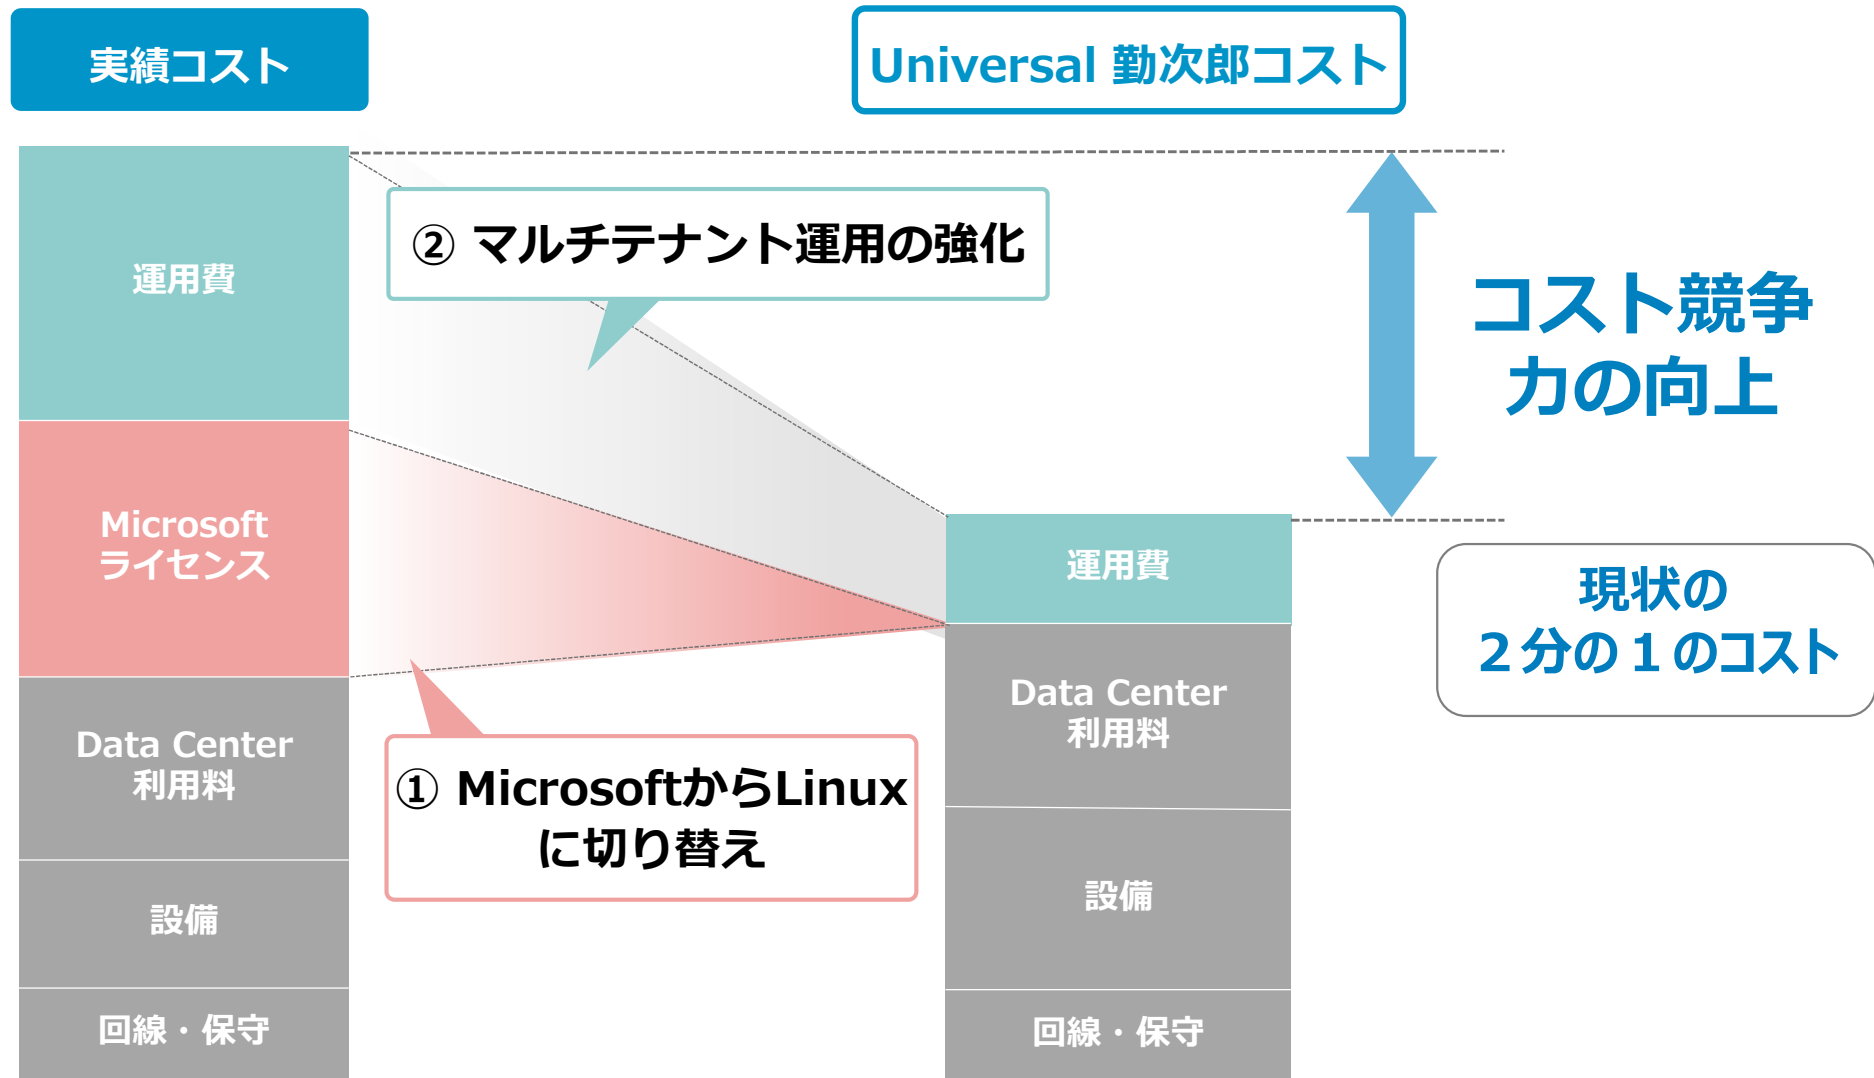 実績コスト
Universal 勤次郎コスト
運用費
Microsoft
ライセンス
Data Center
利用料
設備
回線・保守
② マルチテナント運用の強化
① MicrosoftからLinux
に切り替え
運用費
Data Center
利用料
設備
回線・保守
コスト競争
力の向上
現状の
２分の１のコスト